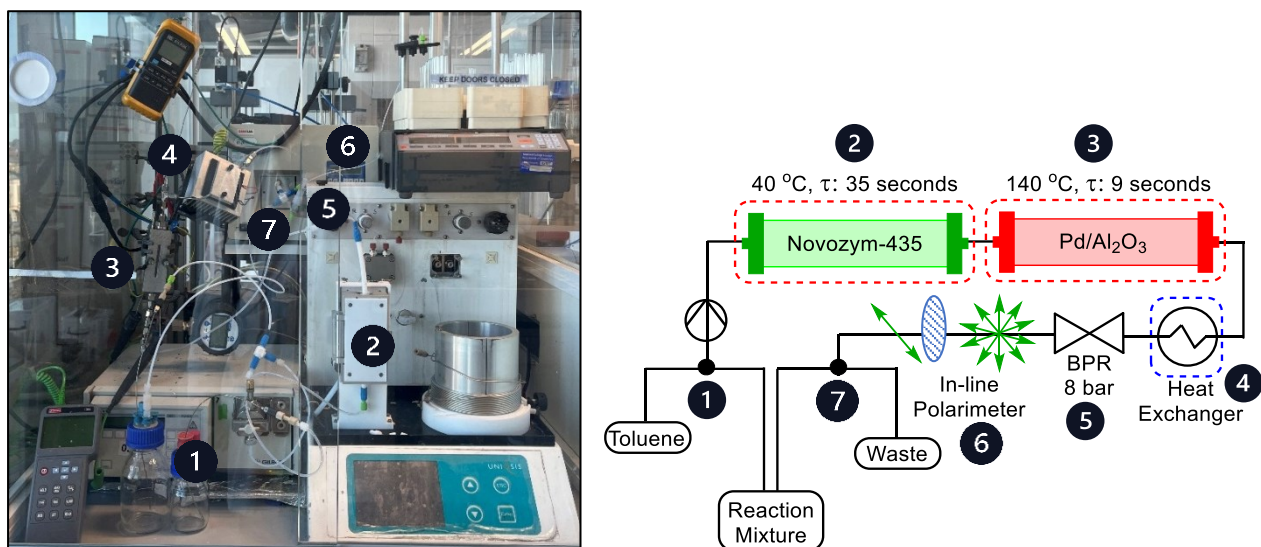 KEEP DOORS CLOSED
4
6
5
7
3
2
1
UNI SIS
2
3
40 °C, τ: 35 seconds
140 °C, τ: 9 seconds
Novozym-435
Pd/Al₂O₃
1
Toluene
7
In-line
Polarimeter
6
BPR
8 bar
5
Heat
Exchanger
4
Waste
Reaction
Mixture